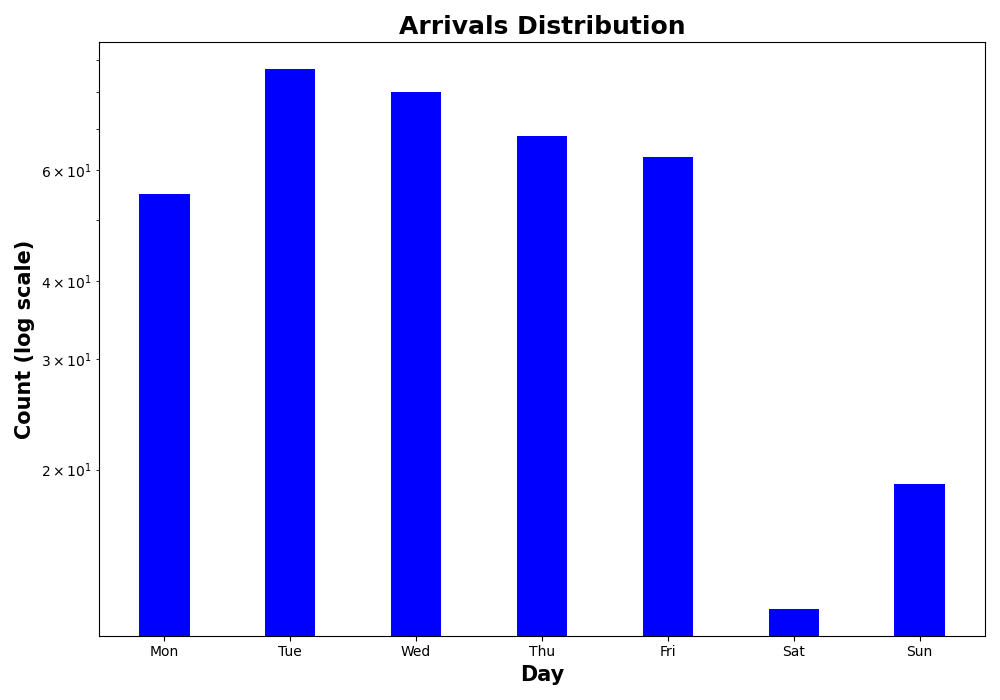 Arrivals Distribution
Count (log scale)
6 × 10¹
4 × 10¹
3 × 10¹
2 × 10¹
Mon Tue Wed Thu Fri Sat Sun
Day